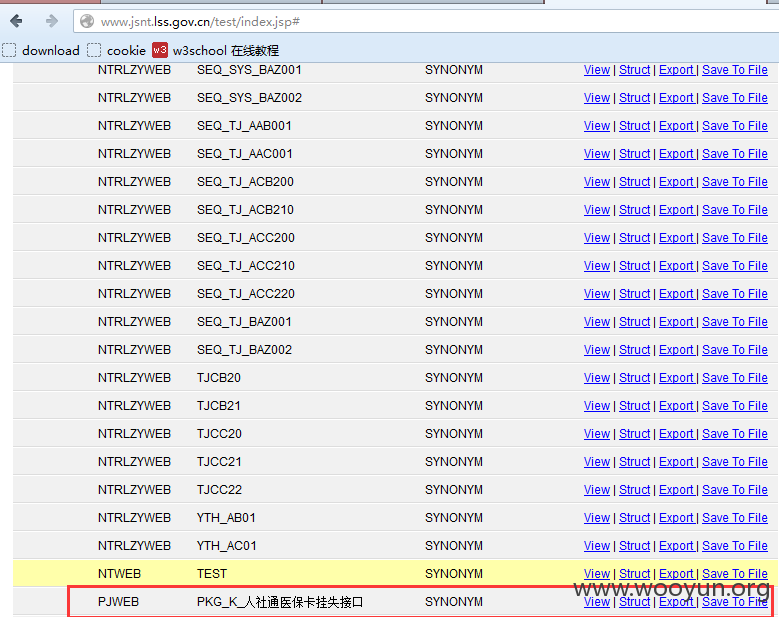 www.jsnt.lss.gov.cn/test/index.jsp#
download cookie w3 w3school 在线教程
NTRLZYWEB SEQ_SYS_BAZ001 SYNONYM View | Struct | Export | Save To File
NTRLZYWEB SEQ_SYS_BAZ002 SYNONYM View | Struct | Export | Save To File
NTRLZYWEB SEQ_TJ_AAB001 SYNONYM View | Struct | Export | Save To File
NTRLZYWEB SEQ_TJ_AAC001 SYNONYM View | Struct | Export | Save To File
NTRLZYWEB SEQ_TJ_ACB200 SYNONYM View | Struct | Export | Save To File
NTRLZYWEB SEQ_TJ_ACB210 SYNONYM View | Struct | Export | Save To File
NTRLZYWEB SEQ_TJ_ACC200 SYNONYM View | Struct | Export | Save To File
NTRLZYWEB SEQ_TJ_ACC210 SYNONYM View | Struct | Export | Save To File
NTRLZYWEB SEQ_TJ_ACC220 SYNONYM View | Struct | Export | Save To File
NTRLZYWEB SEQ_TJ_BAZ001 SYNONYM View | Struct | Export | Save To File
NTRLZYWEB SEQ_TJ_BAZ002 SYNONYM View | Struct | Export | Save To File
NTRLZYWEB TJCB20 SYNONYM View | Struct | Export | Save To File
NTRLZYWEB TJCB21 SYNONYM View | Struct | Export | Save To File
NTRLZYWEB TJCC20 SYNONYM View | Struct | Export | Save To File
NTRLZYWEB TJCC21 SYNONYM View | Struct | Export | Save To File
NTRLZYWEB TJCC22 SYNONYM View | Struct | Export | Save To File
NTRLZYWEB YTH_AB01 SYNONYM View | Struct | Export | Save To File
NTRLZYWEB YTH_AC01 SYNONYM View | Struct | Export | Save To File
NTWEB TEST SYNONYM View | Struct | Export | Save To File
www.wooyun.org
PJWEB PKG_K_人社通医保卡挂失接口 SYNONYM View | Struct | Export | Save To File